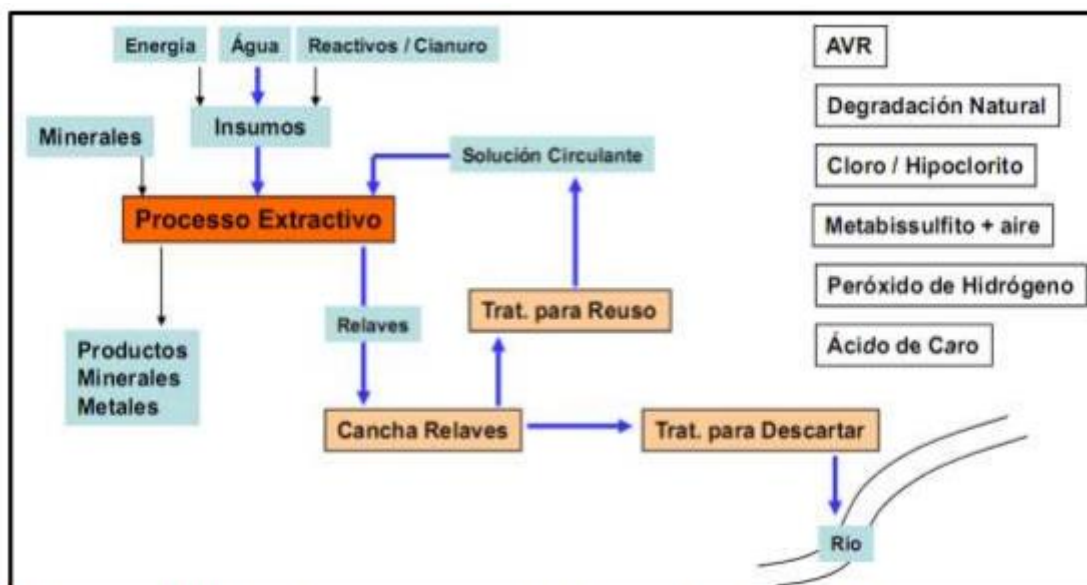 Energia
Água
Reactivos / Cianuro
Minerales
Insumos
Solución Circulante
Processo Extractivo
Relaves
Trat. para Reuso
Productos
Minerales
Metales
Cancha Relaves
Trat. para Descartar
Rio
AVR
Degradación Natural
Cloro / Hipoclorito
Metabissulfito + aire
Peróxido de Hidrógeno
Ácido de Caro